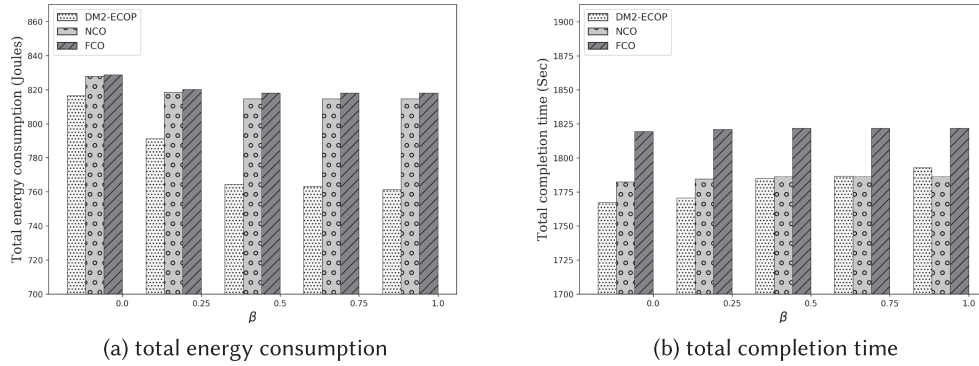 860
840
820
800
780
760
740
720
700
Total energy consumption (Joules)
DM2-ECOP
NCO
FCO
0.0 0.25 0.5 0.75 1.0
β
(a) total energy consumption
1900
1875
1850
1825
1800
1775
1750
1725
1700
Total completion time (Sec)
DM2-ECOP
NCO
FCO
0.0 0.25 0.5 0.75 1.0
β
(b) total completion time